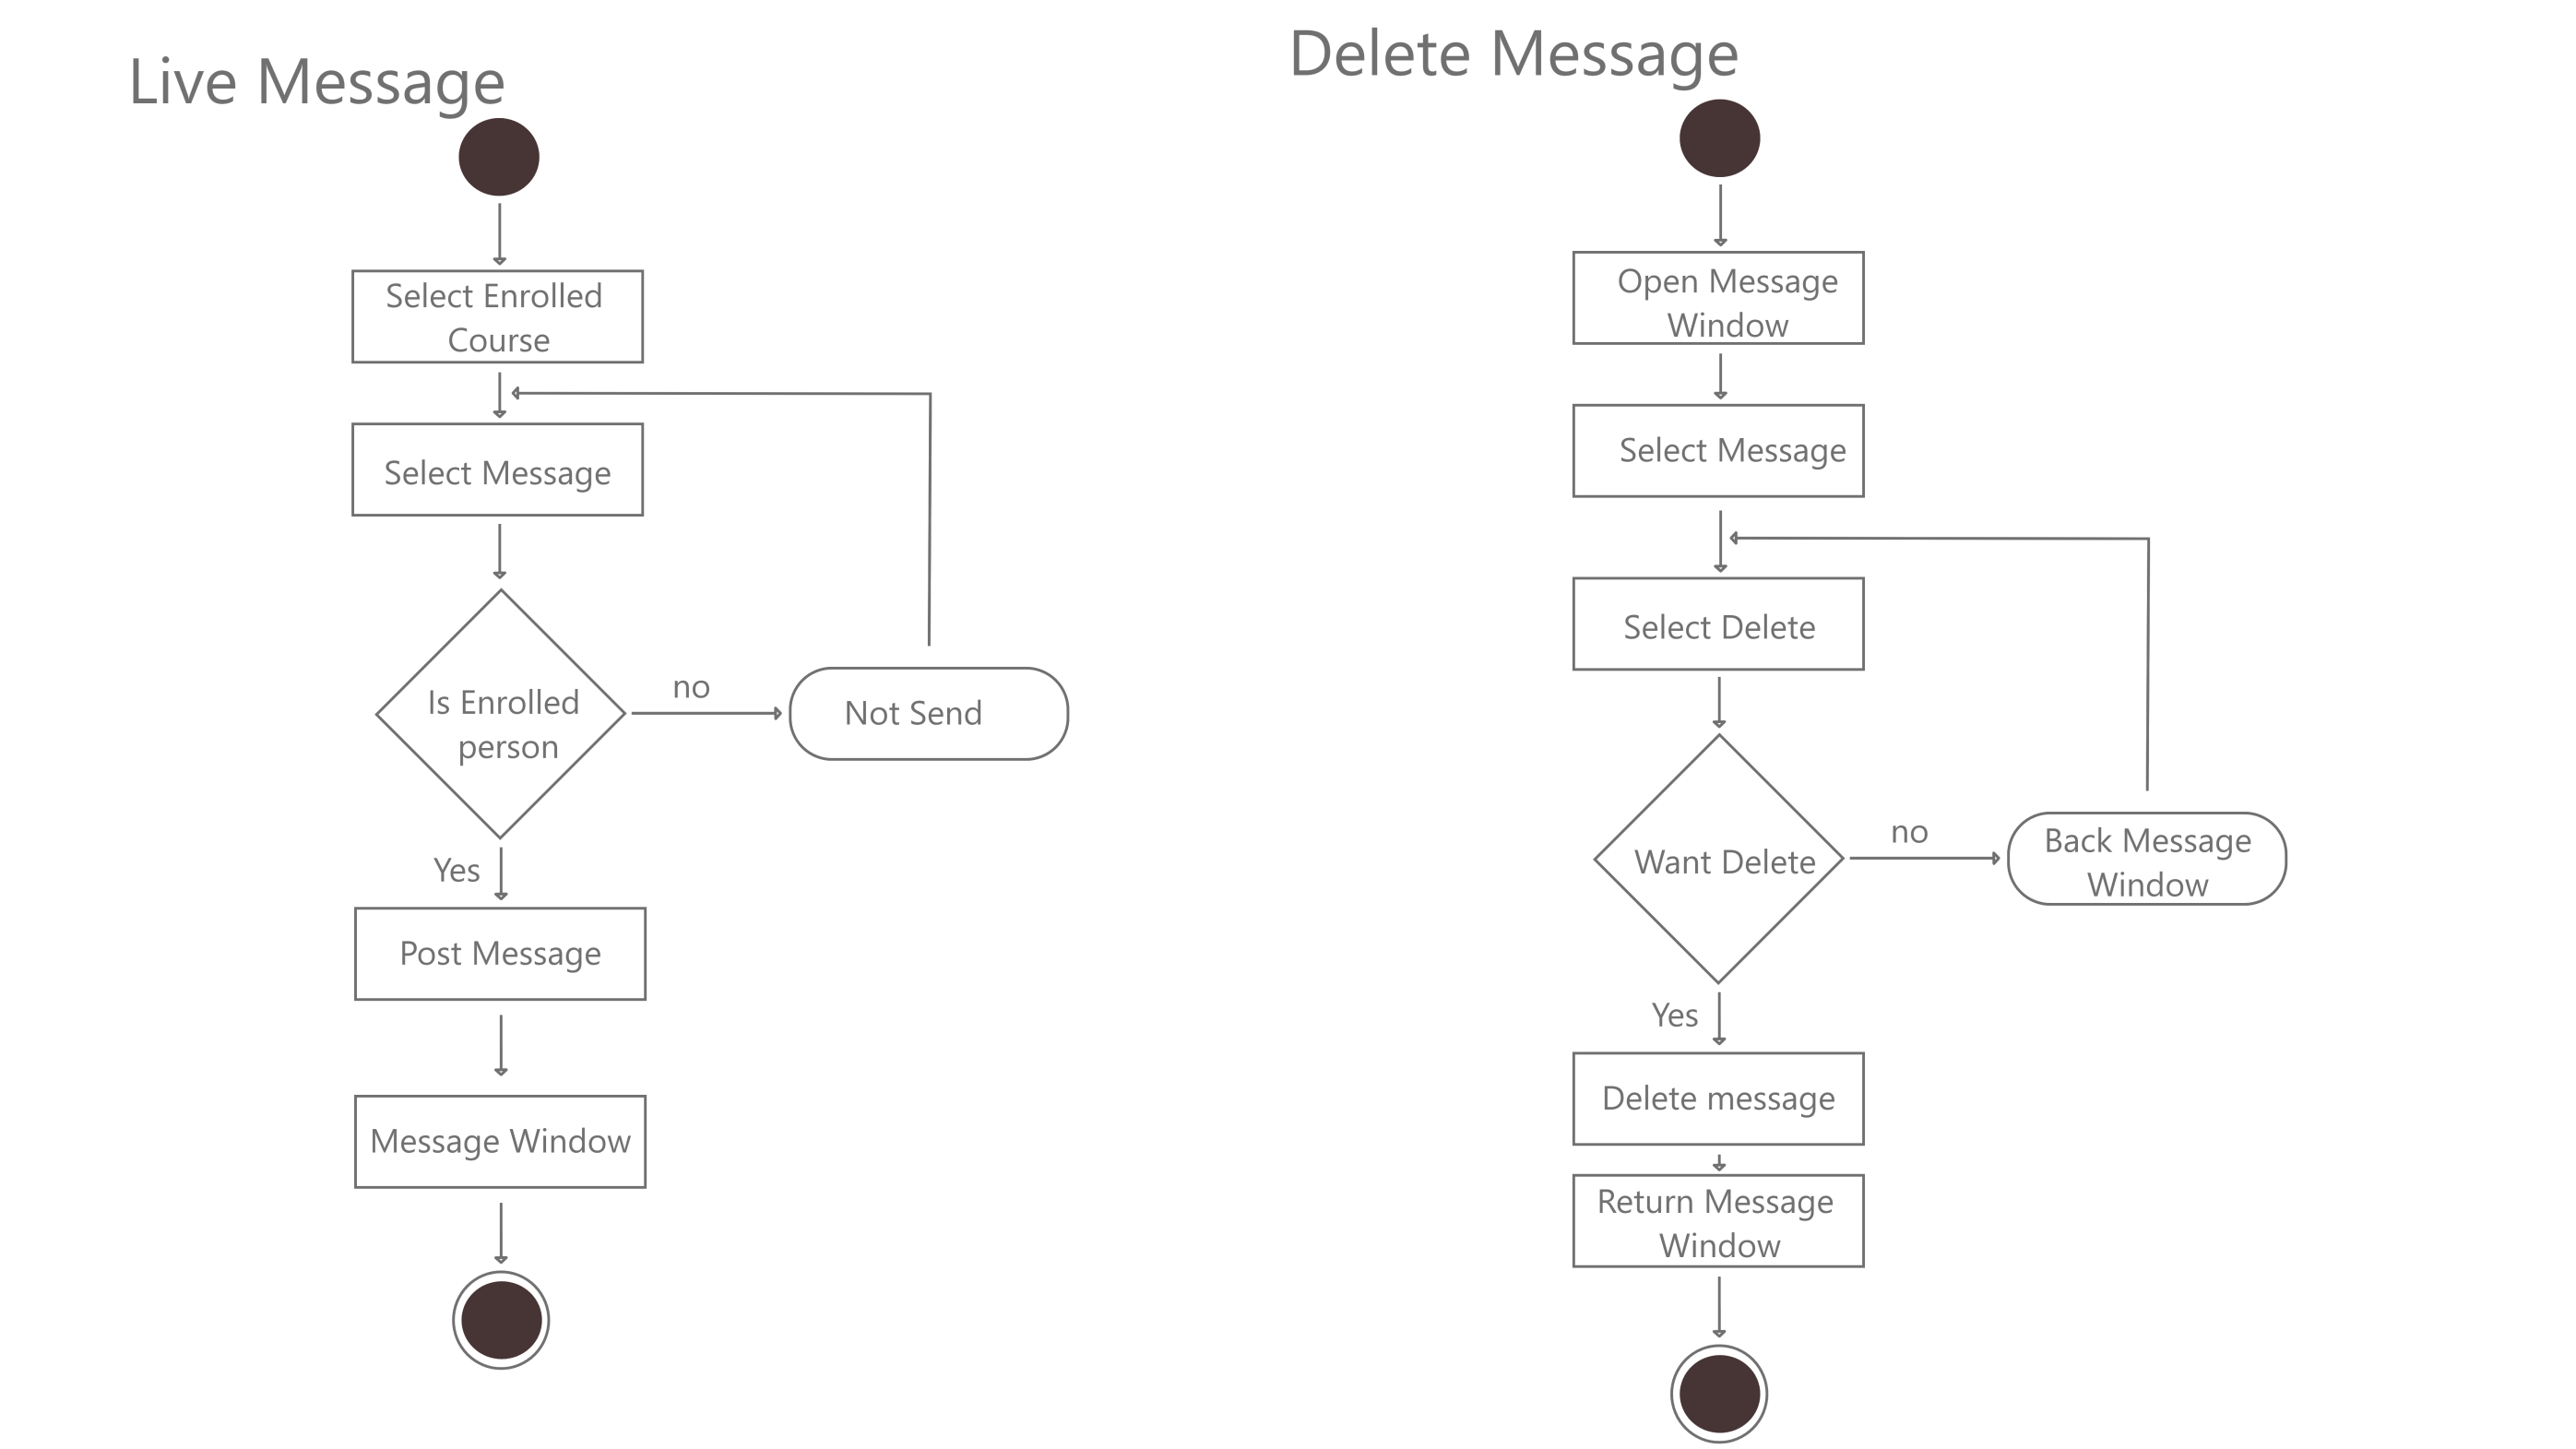 Live Message
Select Enrolled
Course
Select Message
Is Enrolled
person
no
Not Send
Yes
Post Message
Message Window
Delete Message
Open Message
Window
Select Message
Select Delete
Want Delete
no
Back Message
Window
Yes
Delete message
Return Message
Window